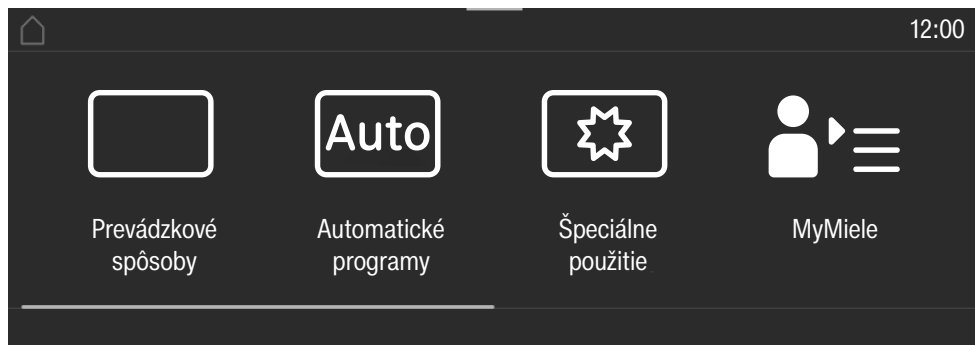 12:00
Auto
Prevádzkové
spôsoby
Automatické
programy
Špeciálne
použitie
MyMiele